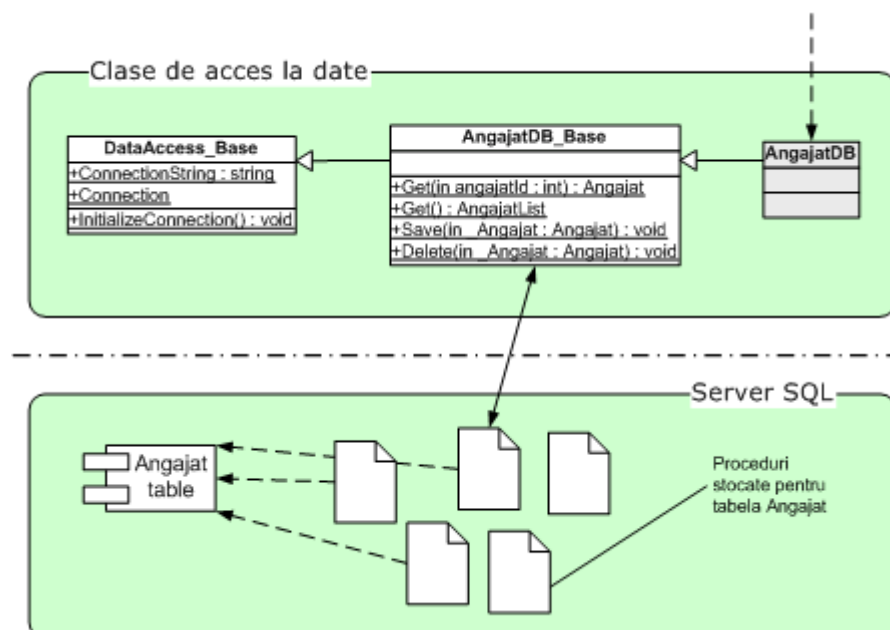 Clase de acces la date
DataAccess_Base
+ConnectionString : string
+Connection
+InitializeConnection() : void
AngajatDB_Base
+Get(in angajatId : int) : Angajat
+Get() : AngajatList
+Save(in _Angajat : Angajat) : void
+Delete(in _Angajat : Angajat) : void
AngajatDB
Server SQL
Angajat
table
Proceduri
stocate pentru
tabela Angajat